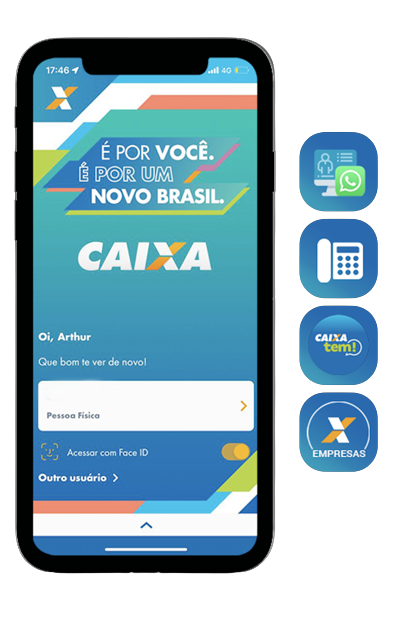 17:46
4G
É POR VOCÊ.
É POR UM
NOVO BRASIL.
CAIXA
Oi, Arthur
Que bom te ver de novo!
Pessoa Física
Acessar com Face ID
Outro usuário
CAIXA
tem!
EMPRESAS